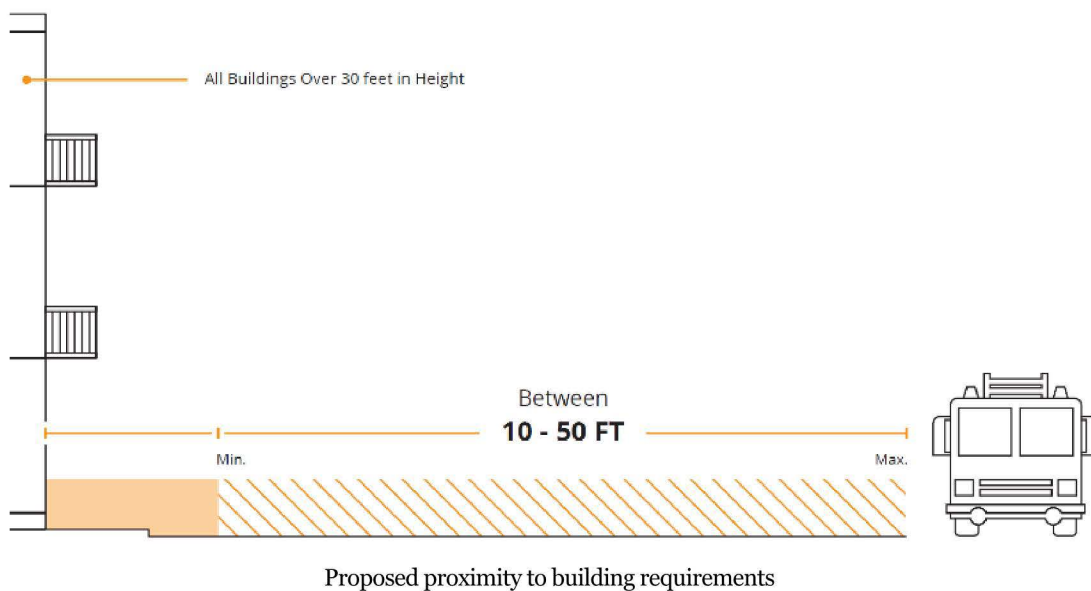 All Buildings Over 30 feet in Height
Between
10 - 50 FT
Min.
Max.
Proposed proximity to building requirements